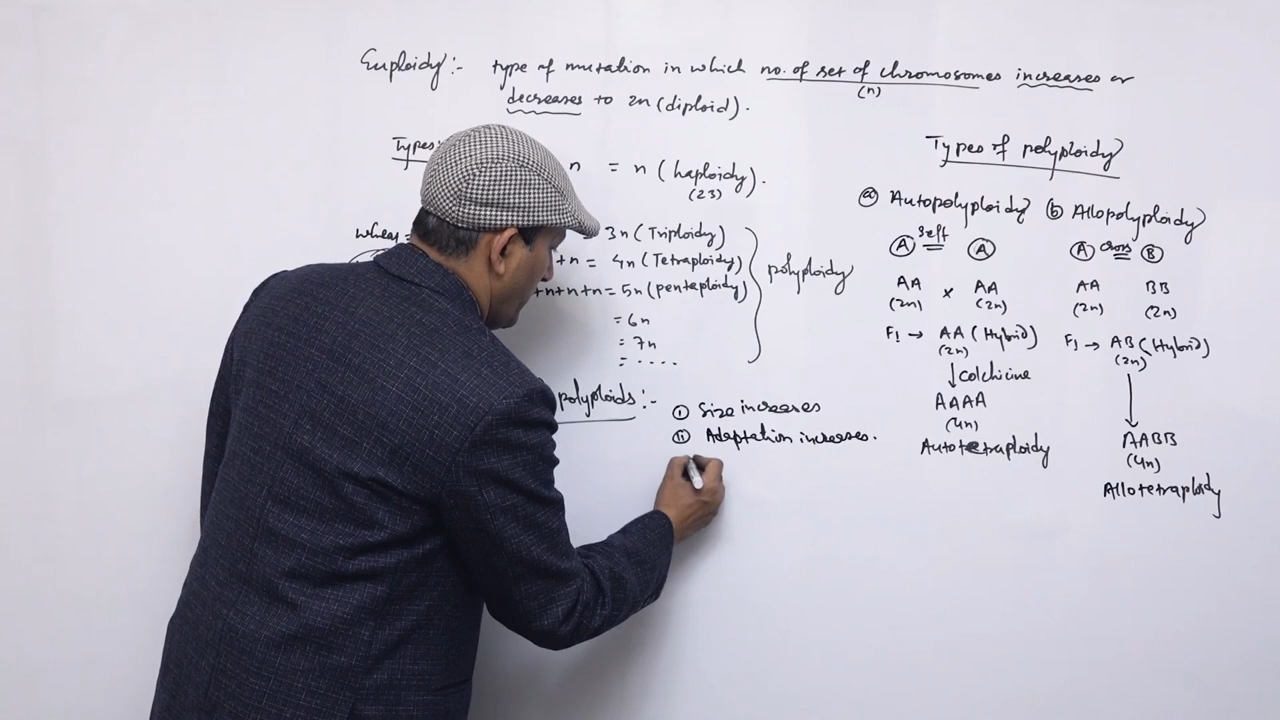 Euploidy:- type of mutation in which no. of set of chromosomes increases or
(n)
decreases to 2n (diploid).
Types
n = n (haploidy).
(23)
wheas =
3n (Triploidy)
+n = 4n (Tetraploidy)
+n+n+n = 5n (pentaploidy)
= 6n
= 7n
= .....
polyploidy
polyploids :-
① Size increases
② Adaptation increases.
Types of polyploidy
ⓐ Autopolyploidy
Self
Ⓐ Ⓐ
AA × AA
(2n) (2n)
F1 → AA (Hybrid)
(2n)
↓ Colchicine
AAAA
(4n)
Autotetraploidy
ⓑ Allopolyploidy
Ⓐ cross Ⓑ
AA BB
(2n) (2n)
F1 → AB (Hybrid)
(2n)
↓
AABB
(4n)
Allotetraploidy